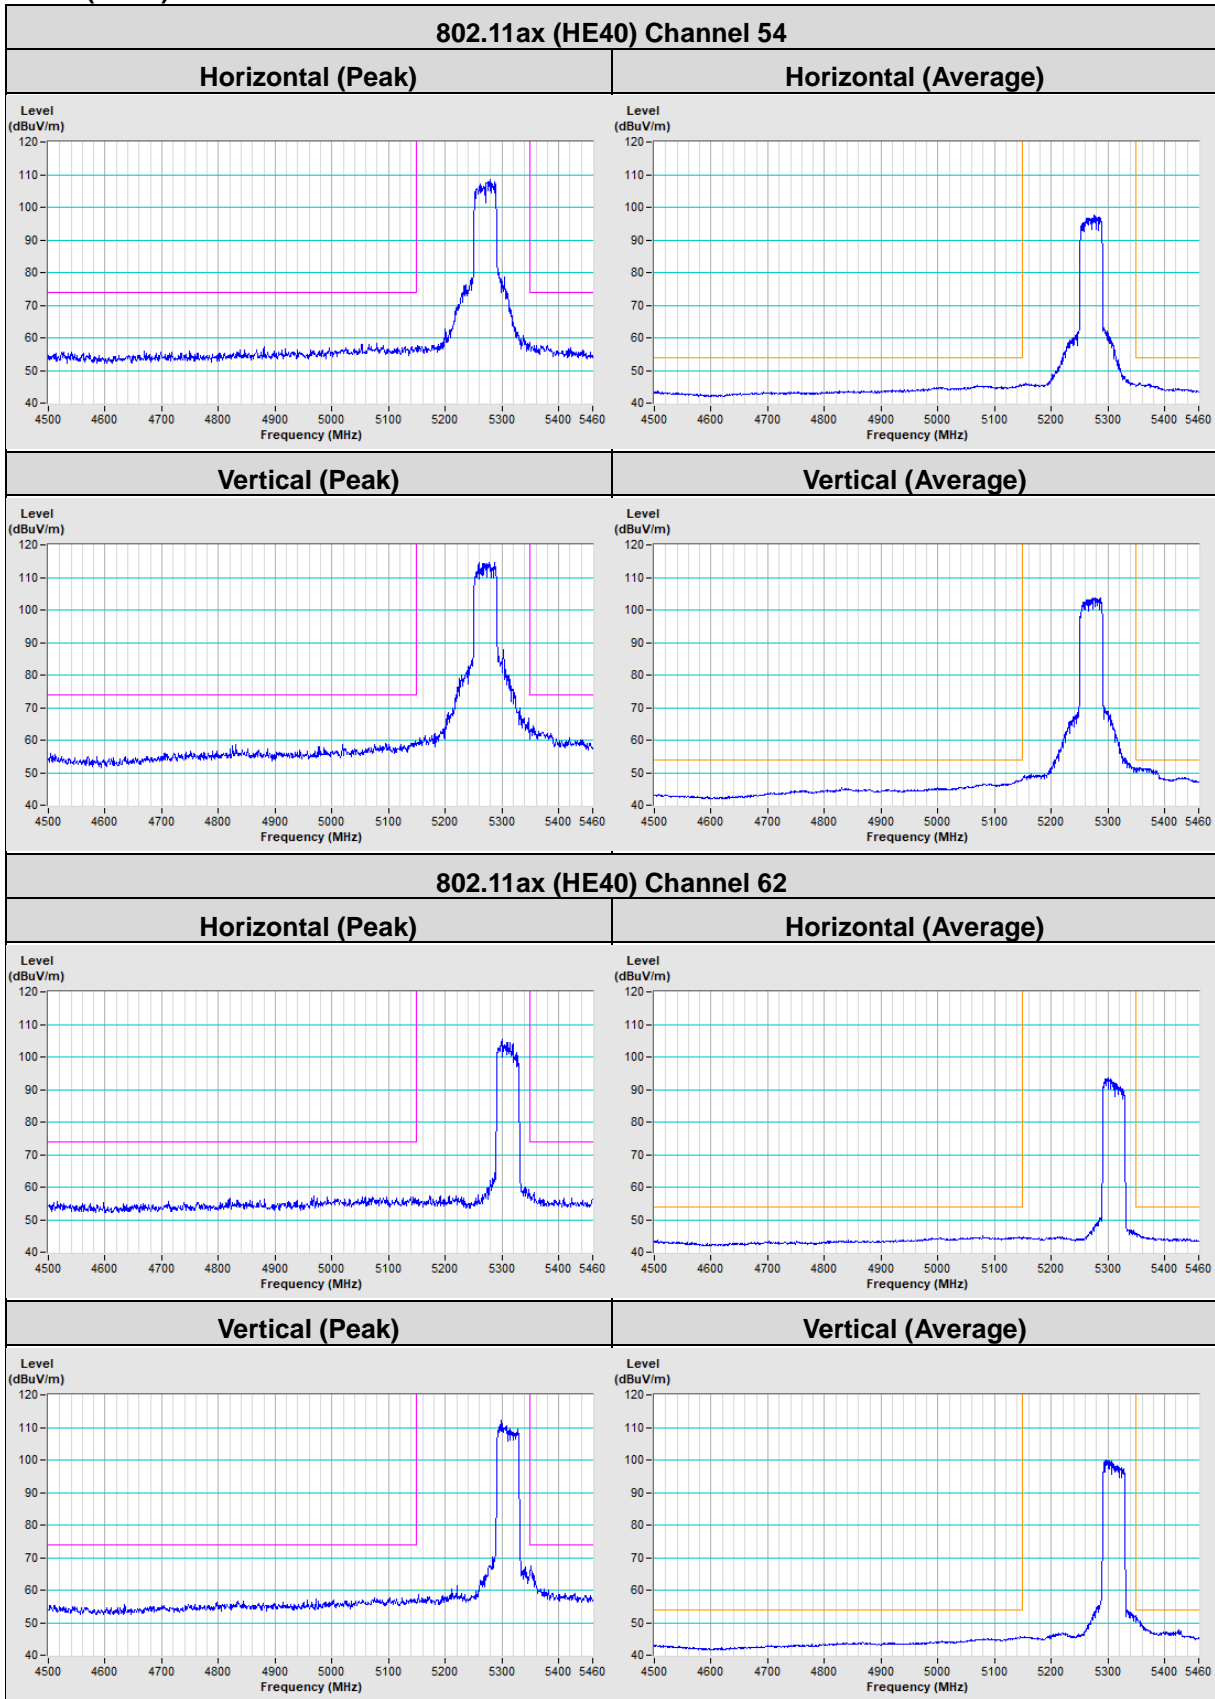 802.11ax (HE40) Channel 54
Horizontal (Peak) Horizontal (Average)
Level Level
(dBuV/m) (dBuV/m)
120 120
110 110
100 100
90 90
80 80
70 70
60 60
50 50
40 40
4500 4600 4700 4800 4900 5000 5100 5200 5300 5400 5460 4500 4600 4700 4800 4900 5000 5100 5200 5300 5400 5460
Frequency (MHz) Frequency (MHz)
Vertical (Peak) Vertical (Average)
Level Level
(dBuV/m) (dBuV/m)
120 120
110 110
100 100
90 90
80 80
70 70
60 60
50 50
40 40
4500 4600 4700 4800 4900 5000 5100 5200 5300 5400 5460 4500 4600 4700 4800 4900 5000 5100 5200 5300 5400 5460
Frequency (MHz) Frequency (MHz)
802.11ax (HE40) Channel 62
Horizontal (Peak) Horizontal (Average)
Level Level
(dBuV/m) (dBuV/m)
120 120
110 110
100 100
90 90
80 80
70 70
60 60
50 50
40 40
4500 4600 4700 4800 4900 5000 5100 5200 5300 5400 5460 4500 4600 4700 4800 4900 5000 5100 5200 5300 5400 5460
Frequency (MHz) Frequency (MHz)
Vertical (Peak) Vertical (Average)
Level Level
(dBuV/m) (dBuV/m)
120 120
110 110
100 100
90 90
80 80
70 70
60 60
50 50
40 40
4500 4600 4700 4800 4900 5000 5100 5200 5300 5400 5460 4500 4600 4700 4800 4900 5000 5100 5200 5300 5400 5460
Frequency (MHz) Frequency (MHz)